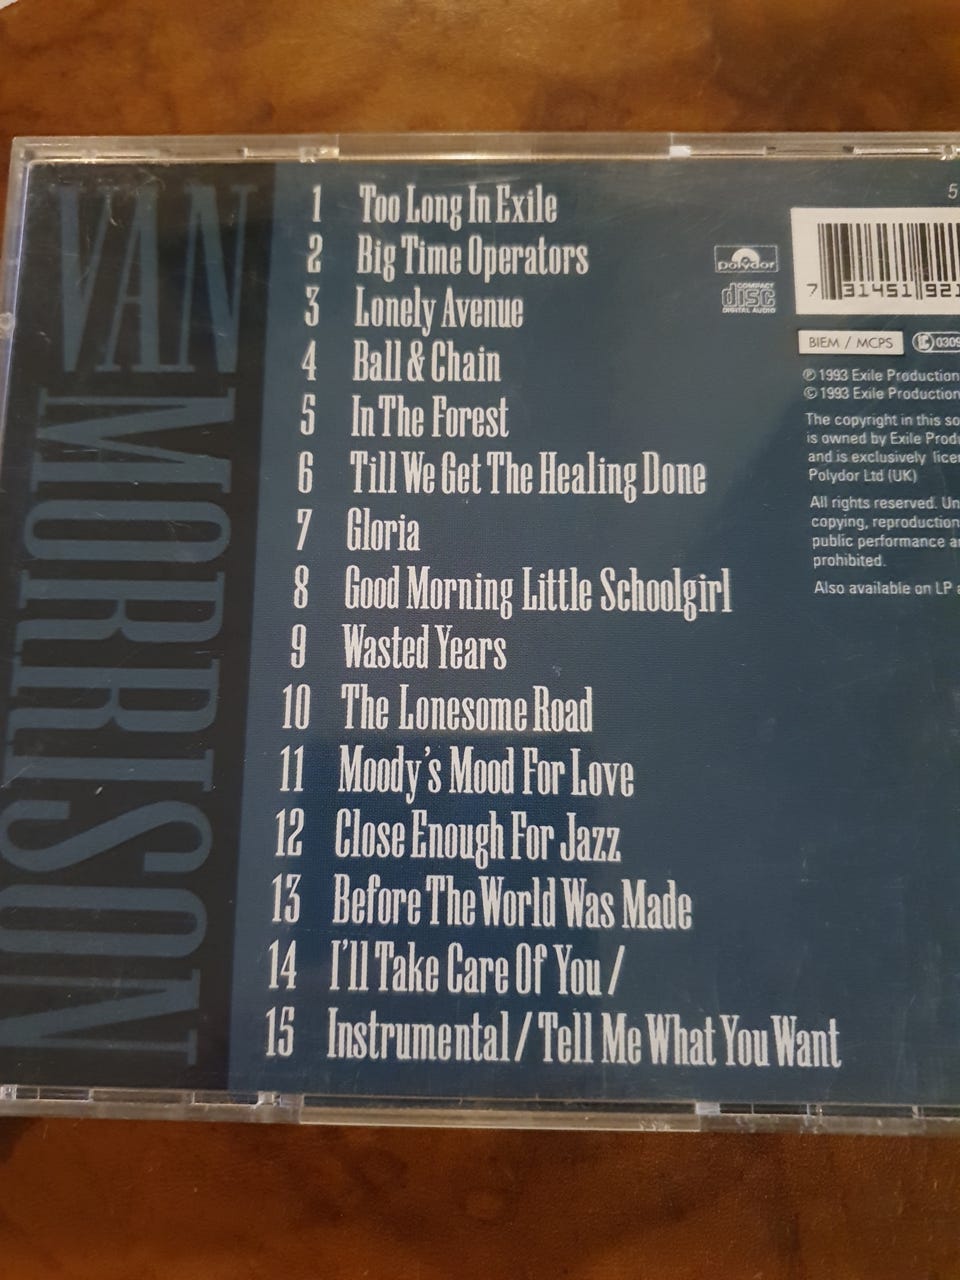 VAN MORRISON
1 Too Long In Exile
2 Big Time Operators
3 Lonely Avenue
4 Ball & Chain
5 In The Forest
6 Till We Get The Healing Done
7 Gloria
8 Good Morning Little Schoolgirl
9 Wasted Years
10 The Lonesome Road
11 Moody's Mood For Love
12 Close Enough For Jazz
13 Before The World Was Made
14 I'll Take Care Of You /
15 Instrumental / Tell Me What You Want
polydor
COMPACT
disc
DIGITAL AUDIO
5
7 31451 921
BIEM / MCPS
LC 0309
℗ 1993 Exile Production
© 1993 Exile Production
The copyright in this so
is owned by Exile Produ
and is exclusively licen
Polydor Ltd (UK)
All rights reserved. Un
copying, reproduction
public performance a
prohibited.
Also available on LP a